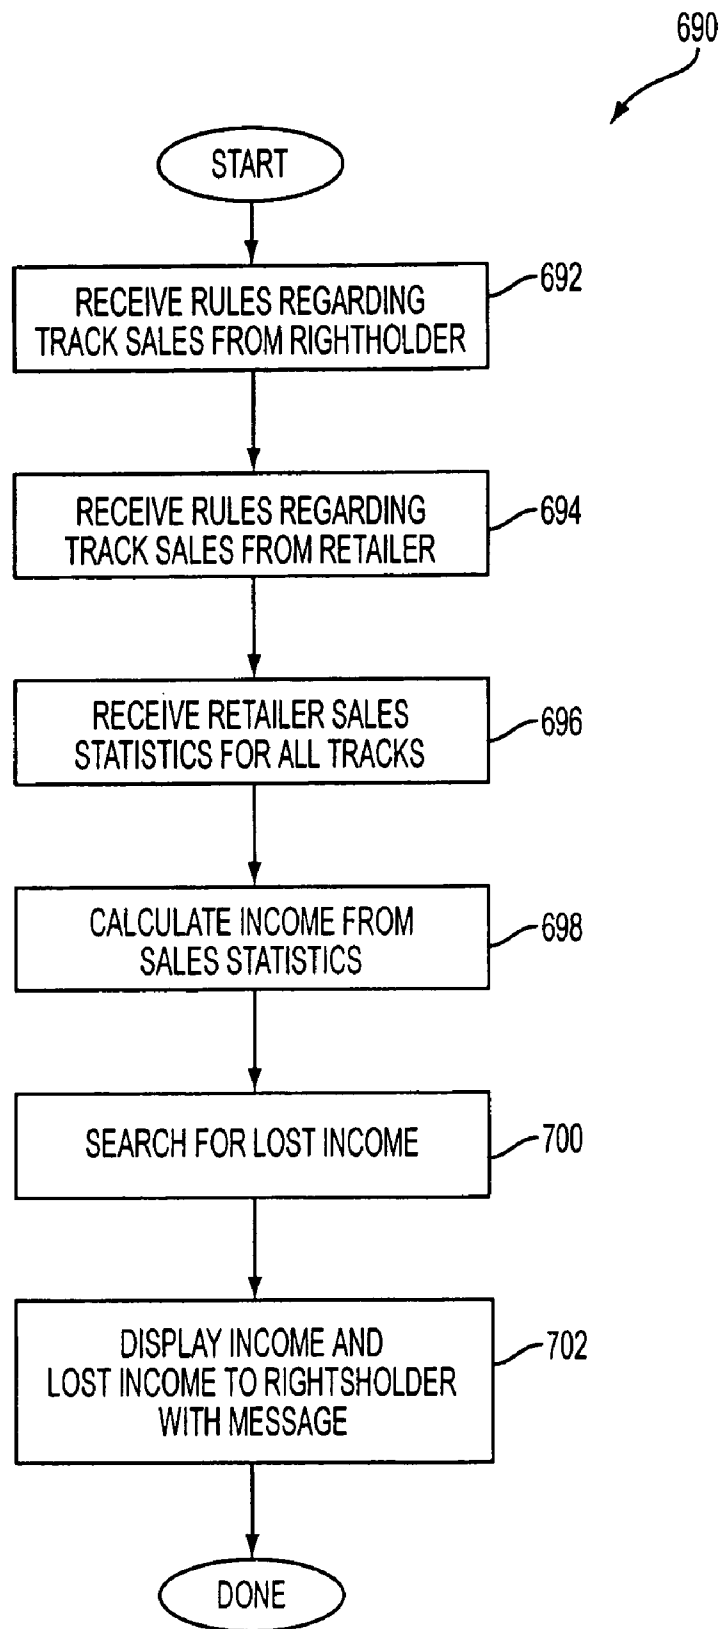 690
START
RECEIVE RULES REGARDING
TRACK SALES FROM RIGHTHOLDER
692
RECEIVE RULES REGARDING
TRACK SALES FROM RETAILER
694
RECEIVE RETAILER SALES
STATISTICS FOR ALL TRACKS
696
CALCULATE INCOME FROM
SALES STATISTICS
698
SEARCH FOR LOST INCOME
700
DISPLAY INCOME AND
LOST INCOME TO RIGHTSHOLDER
WITH MESSAGE
702
DONE